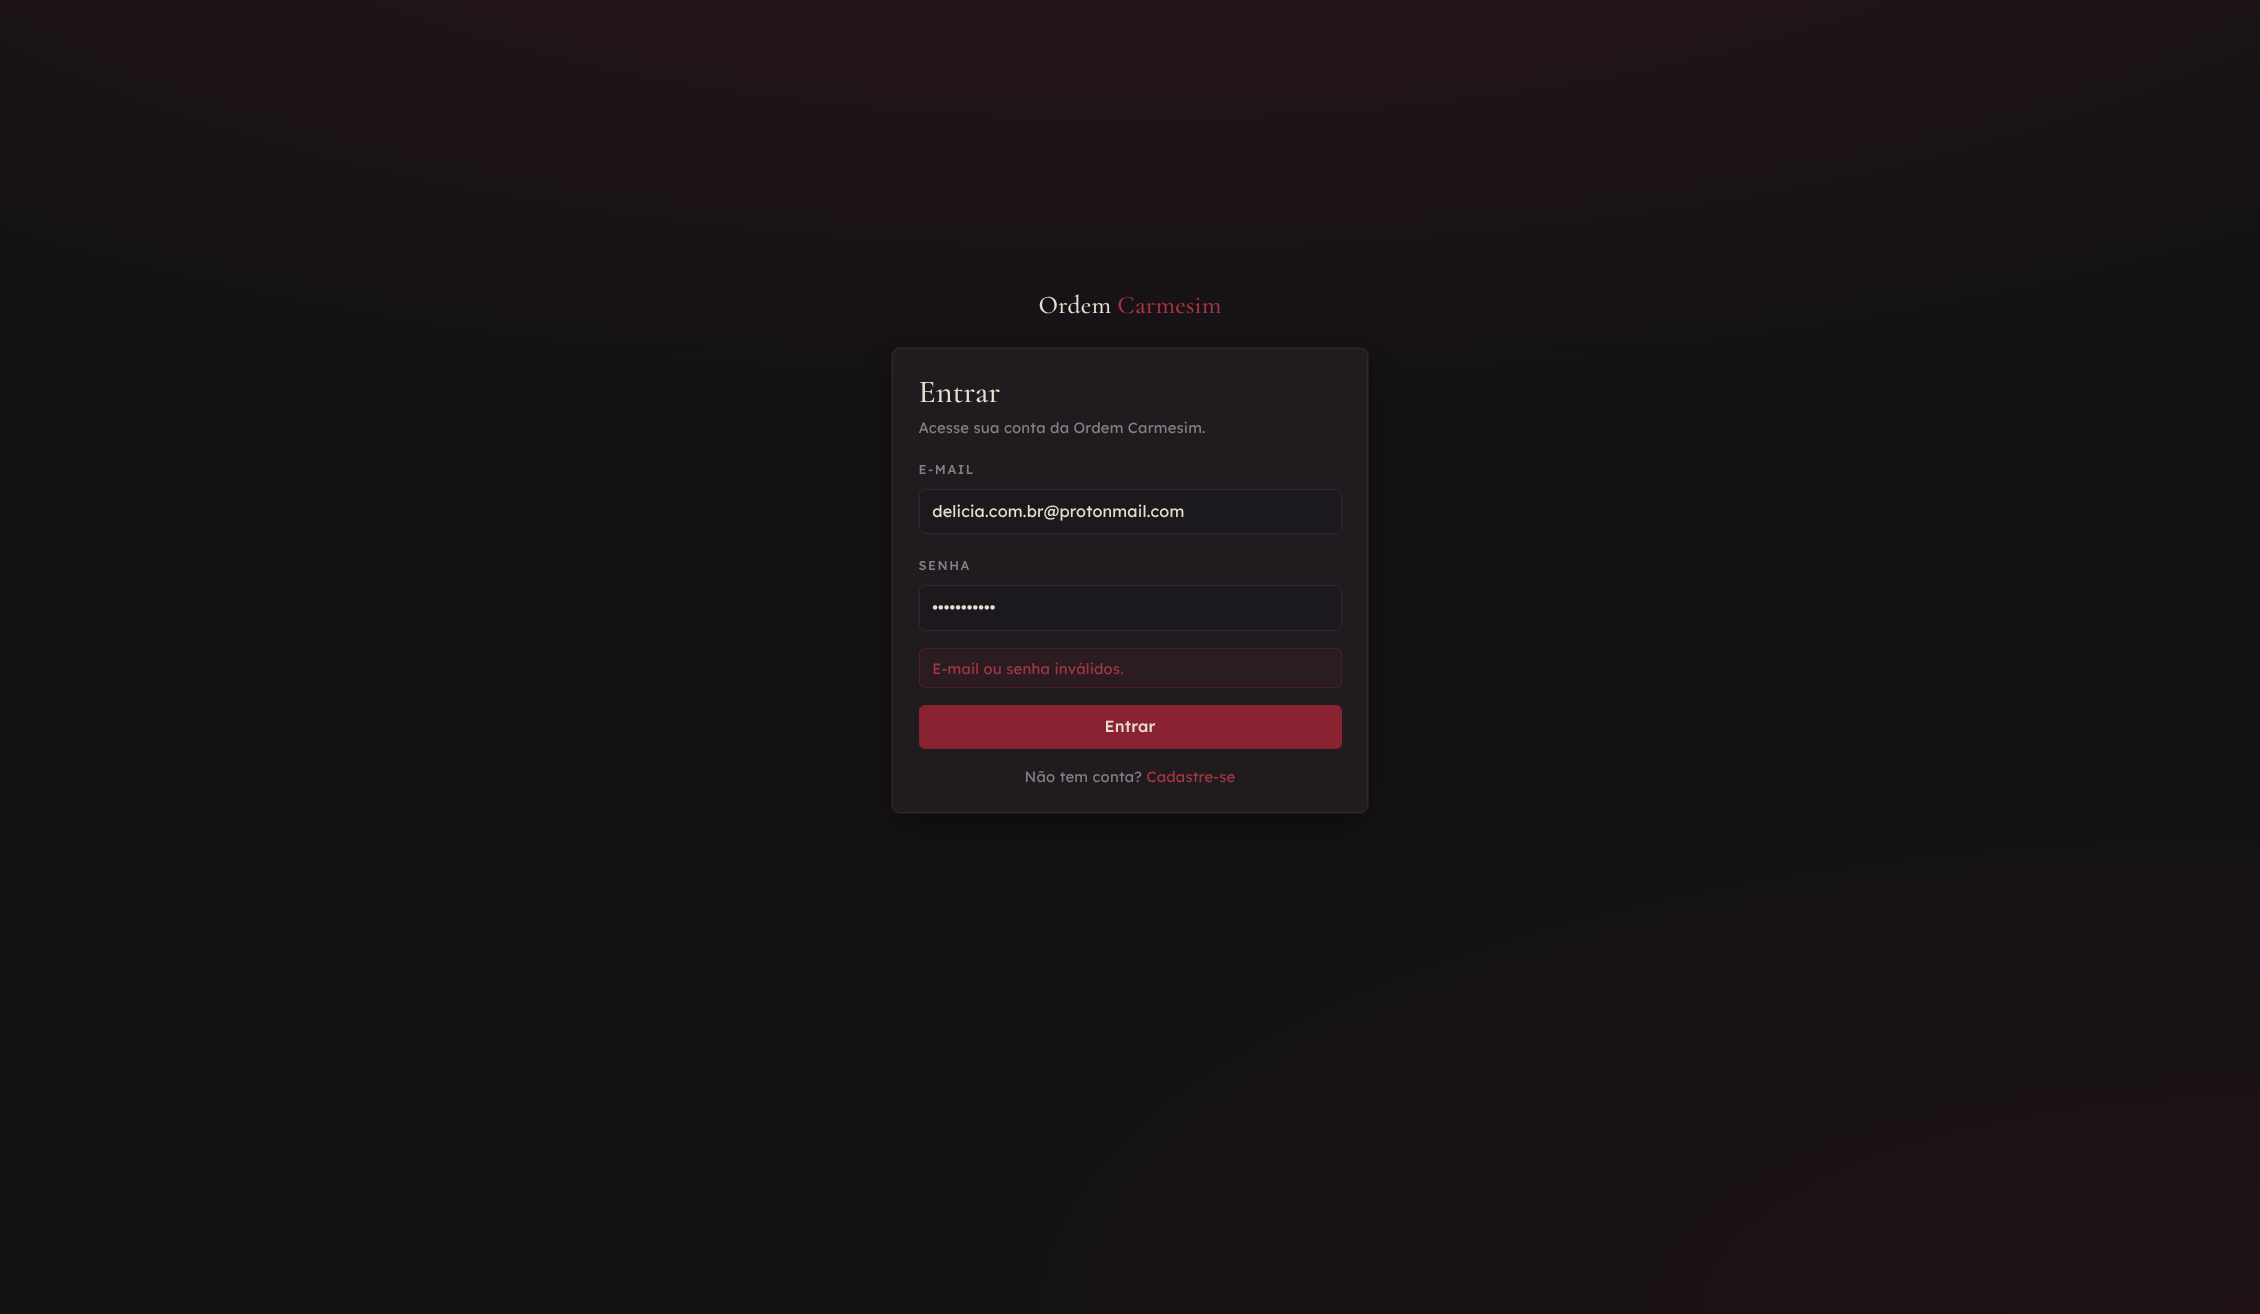 Ordem Carmesim
Entrar
Acesse sua conta da Ordem Carmesim.
E-MAIL
delicia.com.br@protonmail.com
SENHA
•••••••••••
E-mail ou senha inválidos.
Entrar
Não tem conta? Cadastre-se